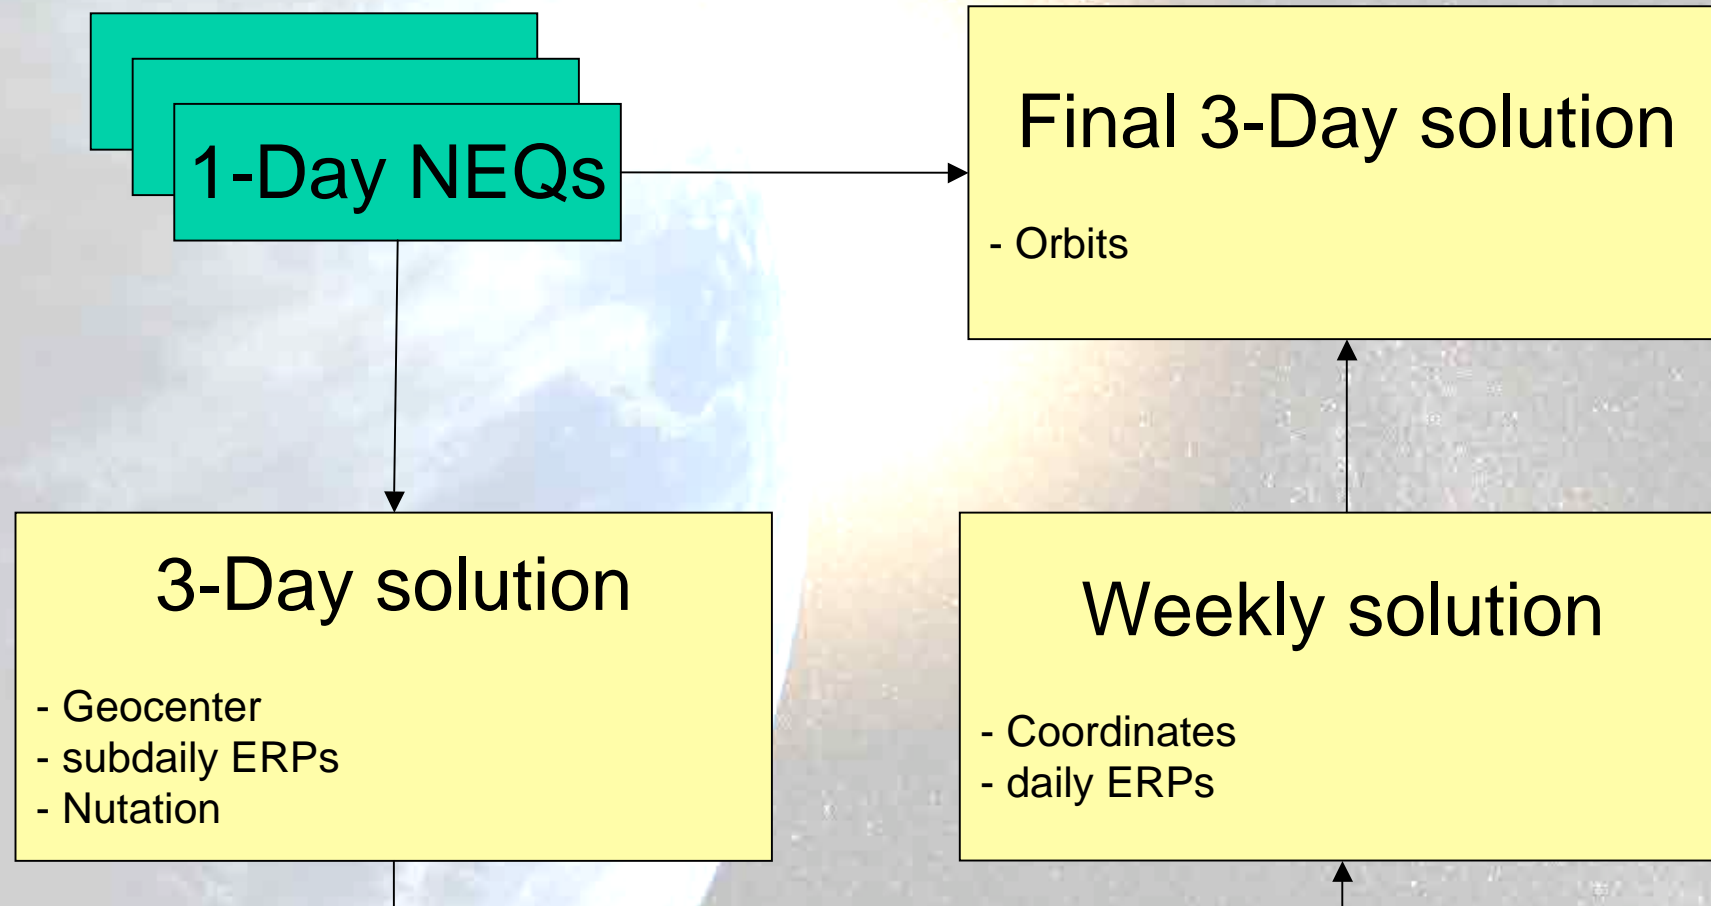 1-Day NEQs
Final 3-Day solution
- Orbits
3-Day solution
- Geocenter
- subdaily ERPs
- Nutation
Weekly solution
- Coordinates
- daily ERPs